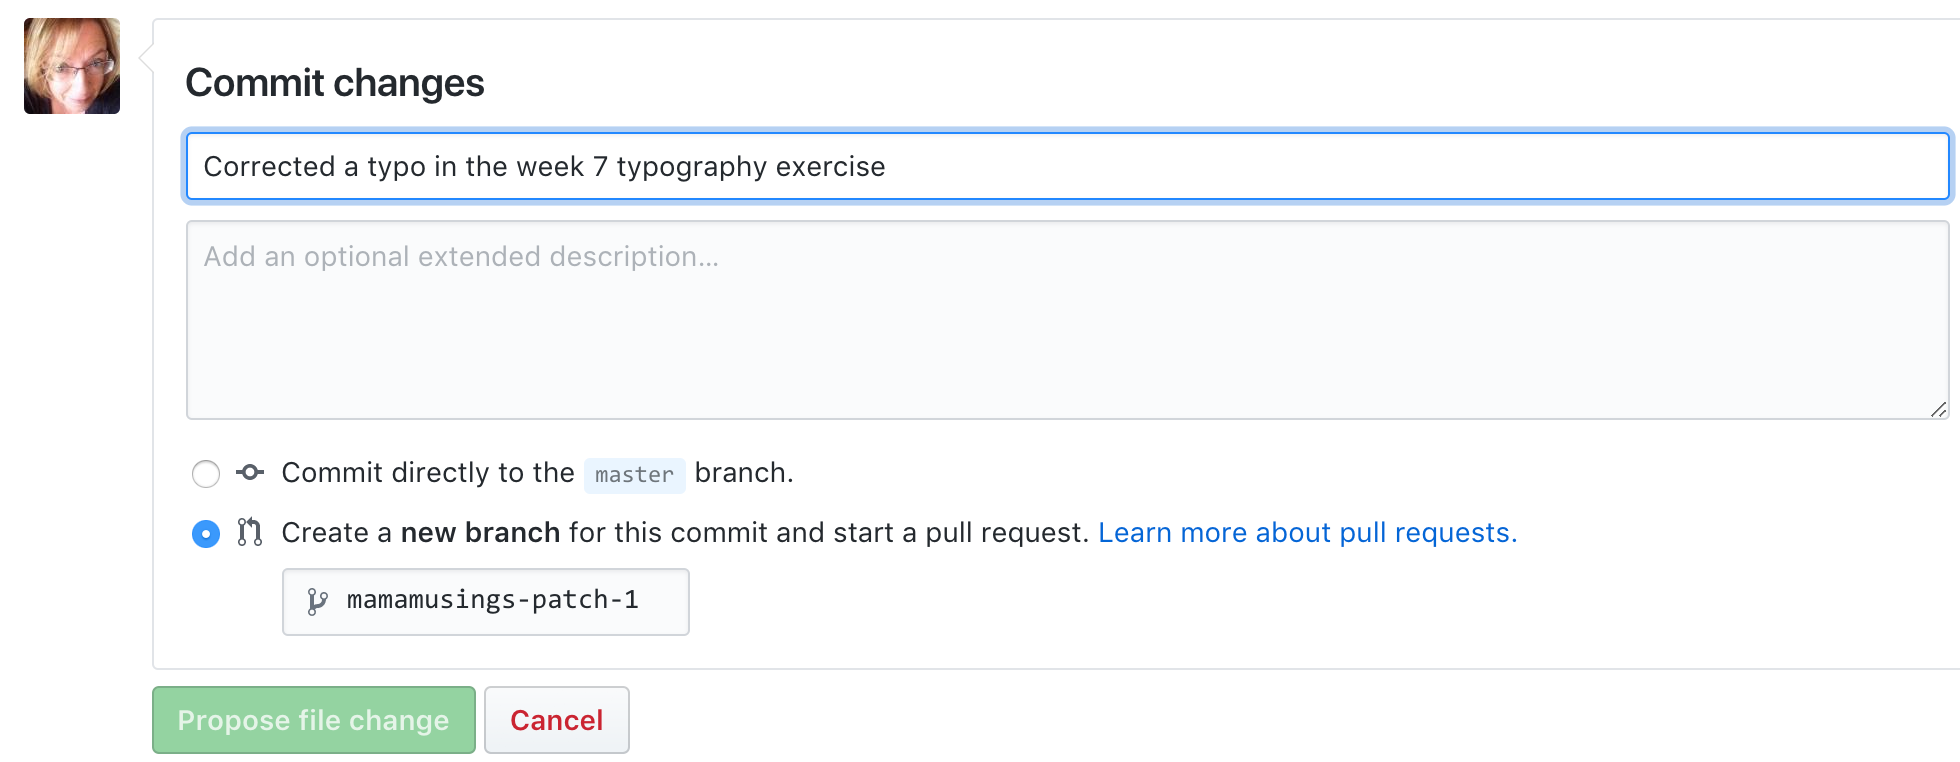 Commit changes
Corrected a typo in the week 7 typography exercise
Add an optional extended description...
Commit directly to the master branch.
Create a new branch for this commit and start a pull request. Learn more about pull requests.
mamamusings-patch-1
Propose file change Cancel